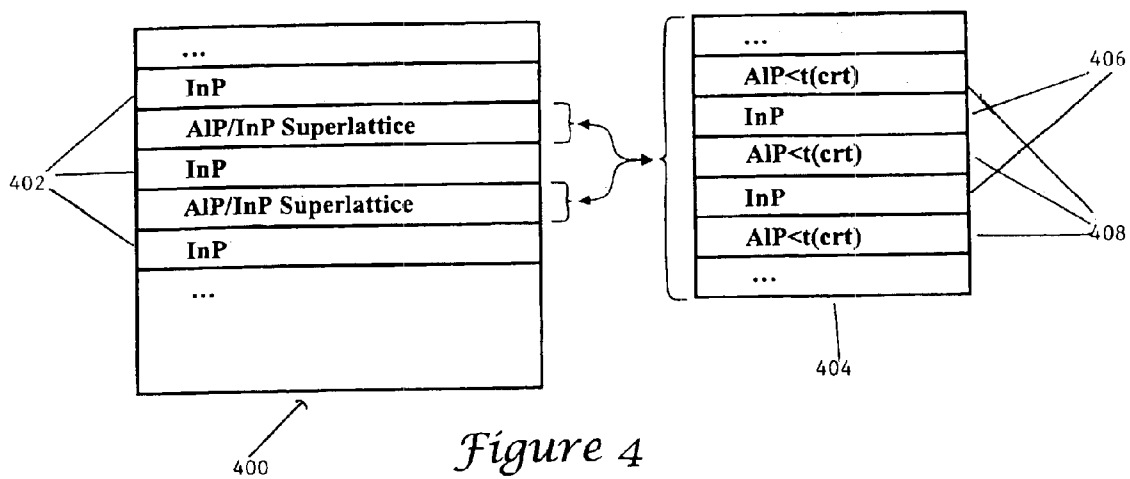 ...
InP
AlP/InP Superlattice
InP
AlP/InP Superlattice
InP
...
402
400
...
AlP<t(crt)
InP
AlP<t(crt)
InP
AlP<t(crt)
...
406
408
404
Figure 4